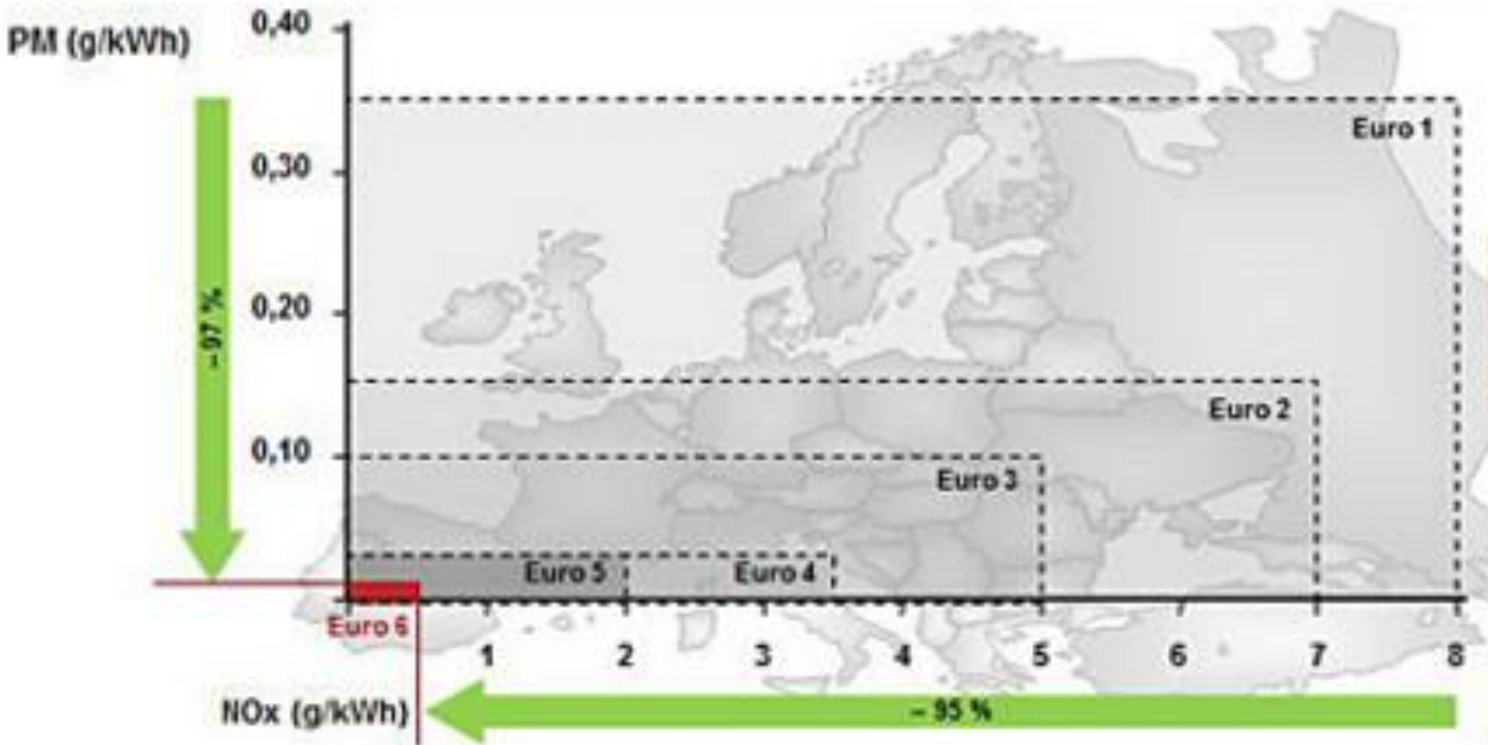 PM (g/kWh)
0,40
0,30
0,20
0,10
–97 %
Euro 1
Euro 2
Euro 3
Euro 5
Euro 4
Euro 6
1 2 3 4 5 6 7 8
NOx (g/kWh)
– 95 %